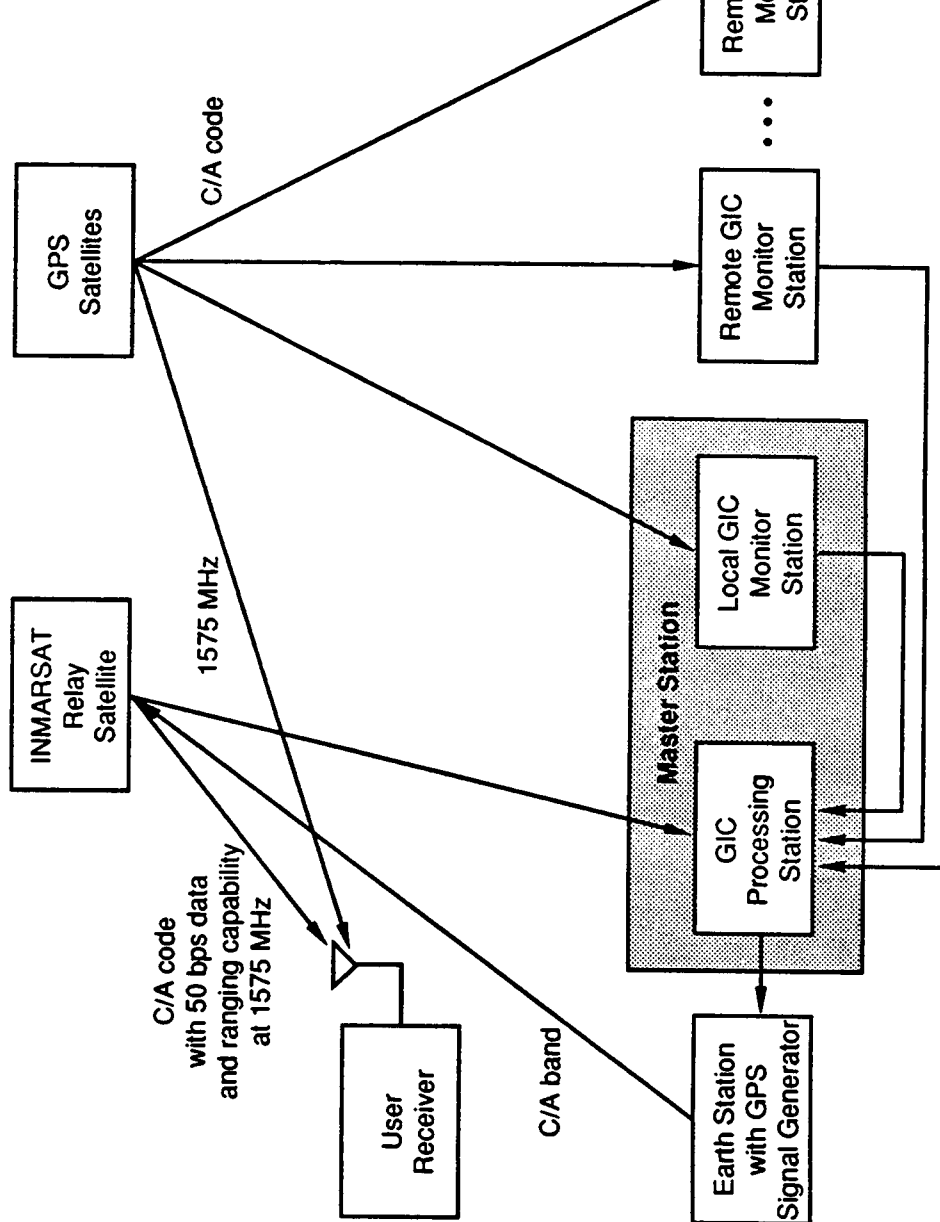 INMARSAT
Relay
Satellite
GPS
Satellites
C/A code
with 50 bps data
and ranging capability
at 1575 MHz
1575 MHz
C/A code
User
Receiver
C/A band
Master Station
Earth Station
with GPS
Signal Generator
GIC
Processing
Station
Local GIC
Monitor
Station
Remote GIC
Monitor
Station
• • •